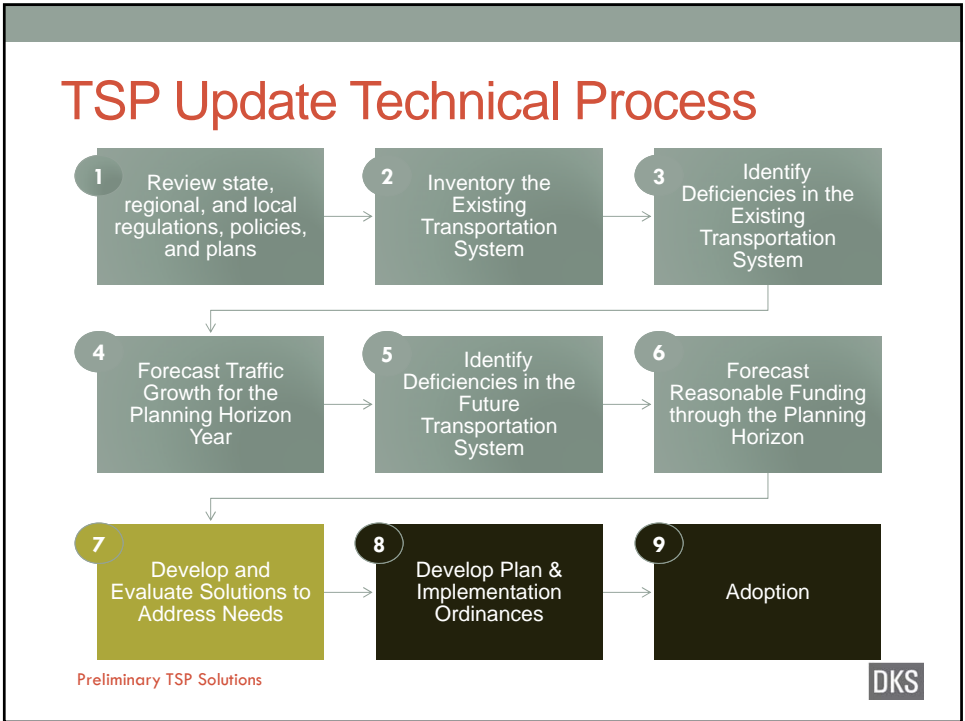 TSP Update Technical Process
1
Review state,
regional, and local
regulations, policies,
and plans
2
Inventory the
Existing
Transportation
System
3
Identify
Deficiencies in the
Existing
Transportation
System
4
Forecast Traffic
Growth for the
Planning Horizon
Year
5
Identify
Deficiencies in the
Future
Transportation
System
6
Forecast
Reasonable Funding
through the Planning
Horizon
7
Develop and
Evaluate Solutions to
Address Needs
8
Develop Plan &
Implementation
Ordinances
9
Adoption
Preliminary TSP Solutions
DKS